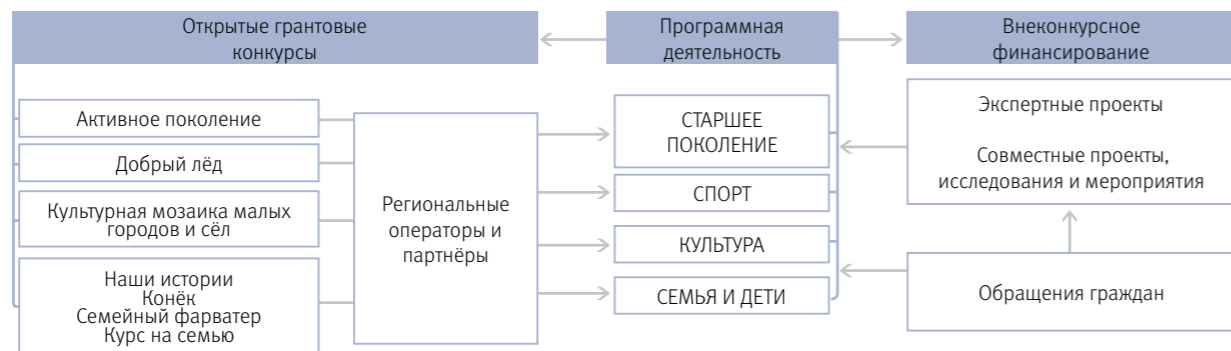 Открытые грантовые
конкурсы
Программная
деятельность
Внеконкурсное
финансирование
Активное поколение
Добрый лёд
Культурная мозаика малых
городов и сёл
Наши истории
Конёк
Семейный фарватер
Курс на семью
Региональные
операторы и
партнёры
СТАРШЕЕ
ПОКОЛЕНИЕ
СПОРТ
КУЛЬТУРА
СЕМЬЯ И ДЕТИ
Экспертные проекты
Совместные проекты,
исследования и мероприятия
Обращения граждан